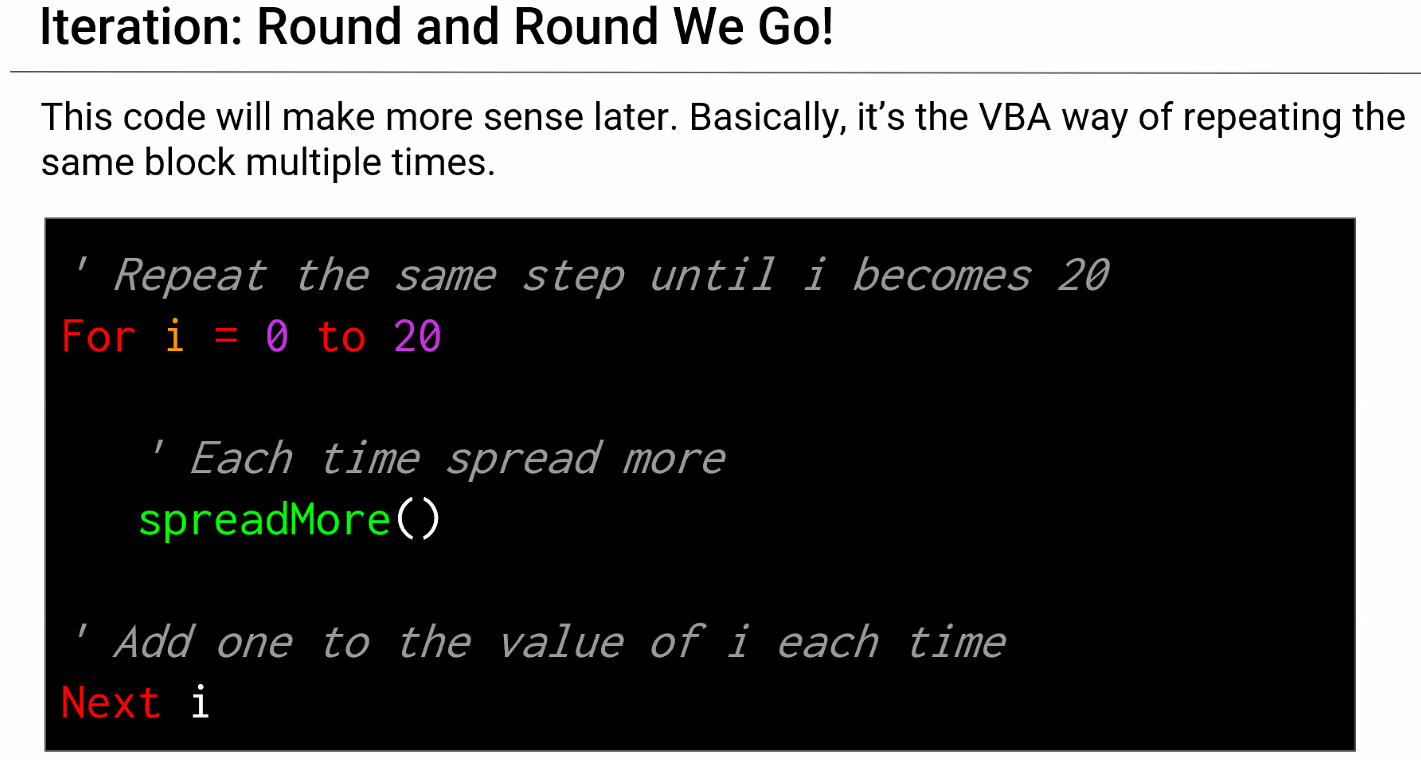 Iteration: Round and Round We Go!
This code will make more sense later. Basically, it’s the VBA way of repeating the
same block multiple times.
' Repeat the same step until i becomes 20
For i = 0 to 20
' Each time spread more
spreadMore()
' Add one to the value of i each time
Next i